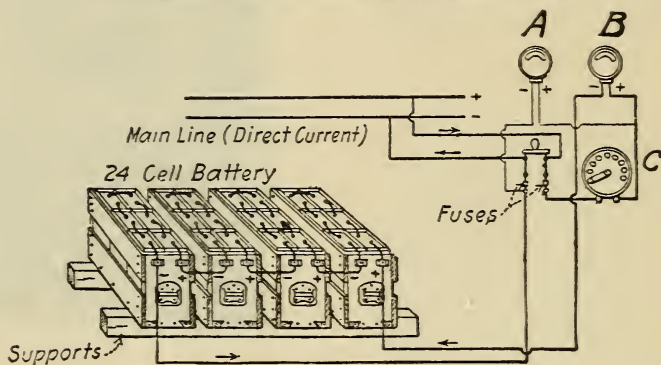 A B
- + - +
+
-
Main Line (Direct Current)
C
24 Cell Battery
Fuses
- + - + - + - +
Supports